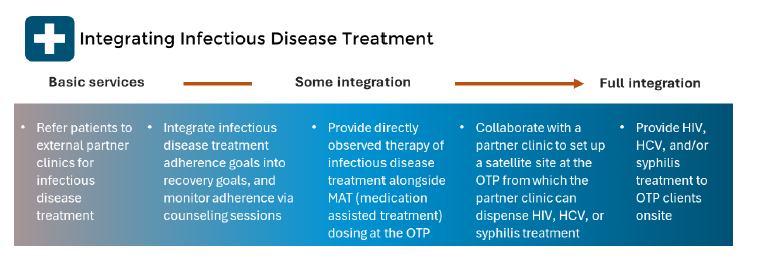 Integrating Infectious Disease Treatment
Basic services
Some integration
Full integration
• Refer patients to
external partner
clinics for
infectious
disease
treatment
• Integrate infectious
disease treatment
adherence goals into
recovery goals, and
monitor adherence via
counseling sessions
• Provide directly
observed therapy of
infectious disease
treatment alongside
MAT (medication
assisted treatment)
dosing at the OTP
• Collaborate with a
partner clinic to set up
a satellite site at the
OTP from which the
partner clinic can
dispense HIV, HCV, or
syphilis treatment
• Provide HIV,
HCV, and/or
syphilis
treatment to
OTP clients
onsite